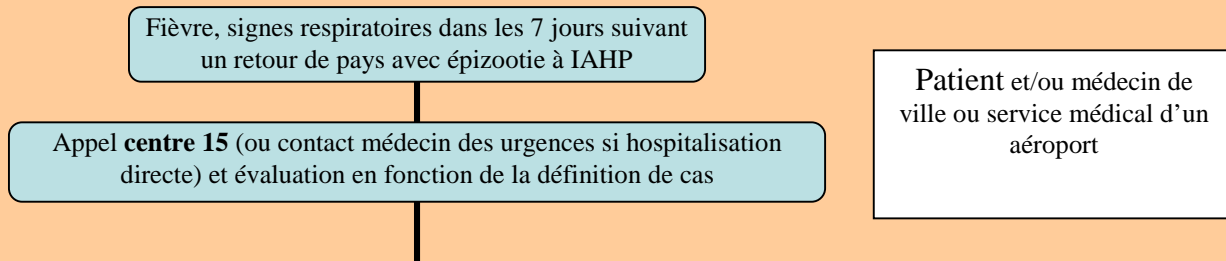 Fièvre, signes respiratoires dans les 7 jours suivant
un retour de pays avec épizootie à IAHP
Appel centre 15 (ou contact médecin des urgences si hospitalisation
directe) et évaluation en fonction de la définition de cas
Patient et/ou médecin de
ville ou service médical d’un
aéroport